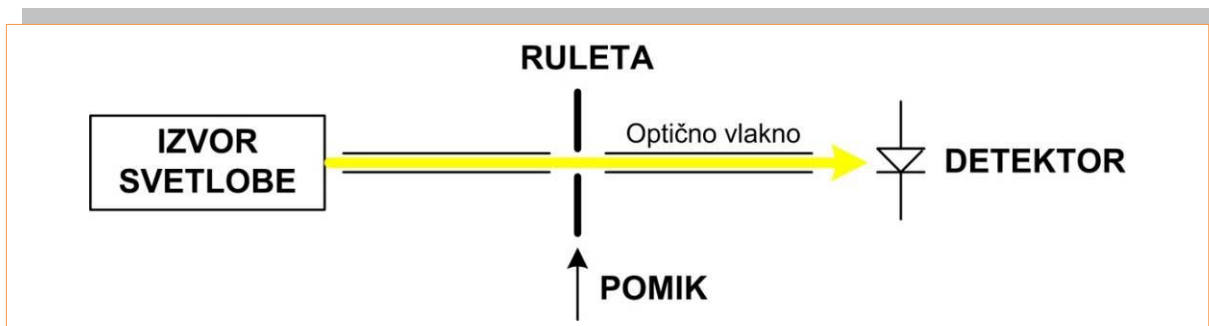 RULETA
IZVOR
SVETLOBE
Optično vlakno
DETEKTOR
POMIK